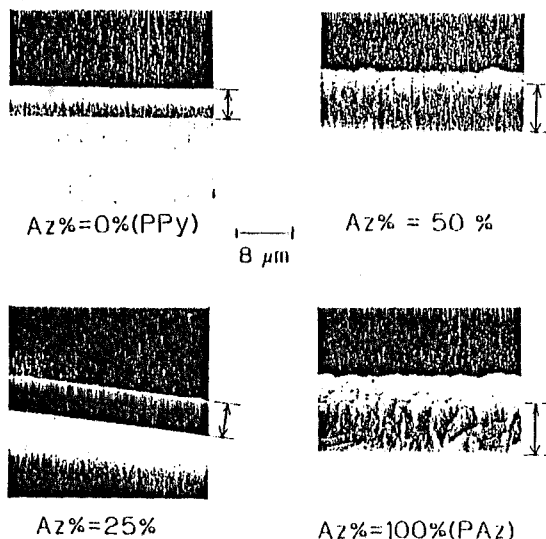 Az%=0%(PPy)
Az% = 50 %
8 μm
Az%=25%
Az%=100%(PAz)